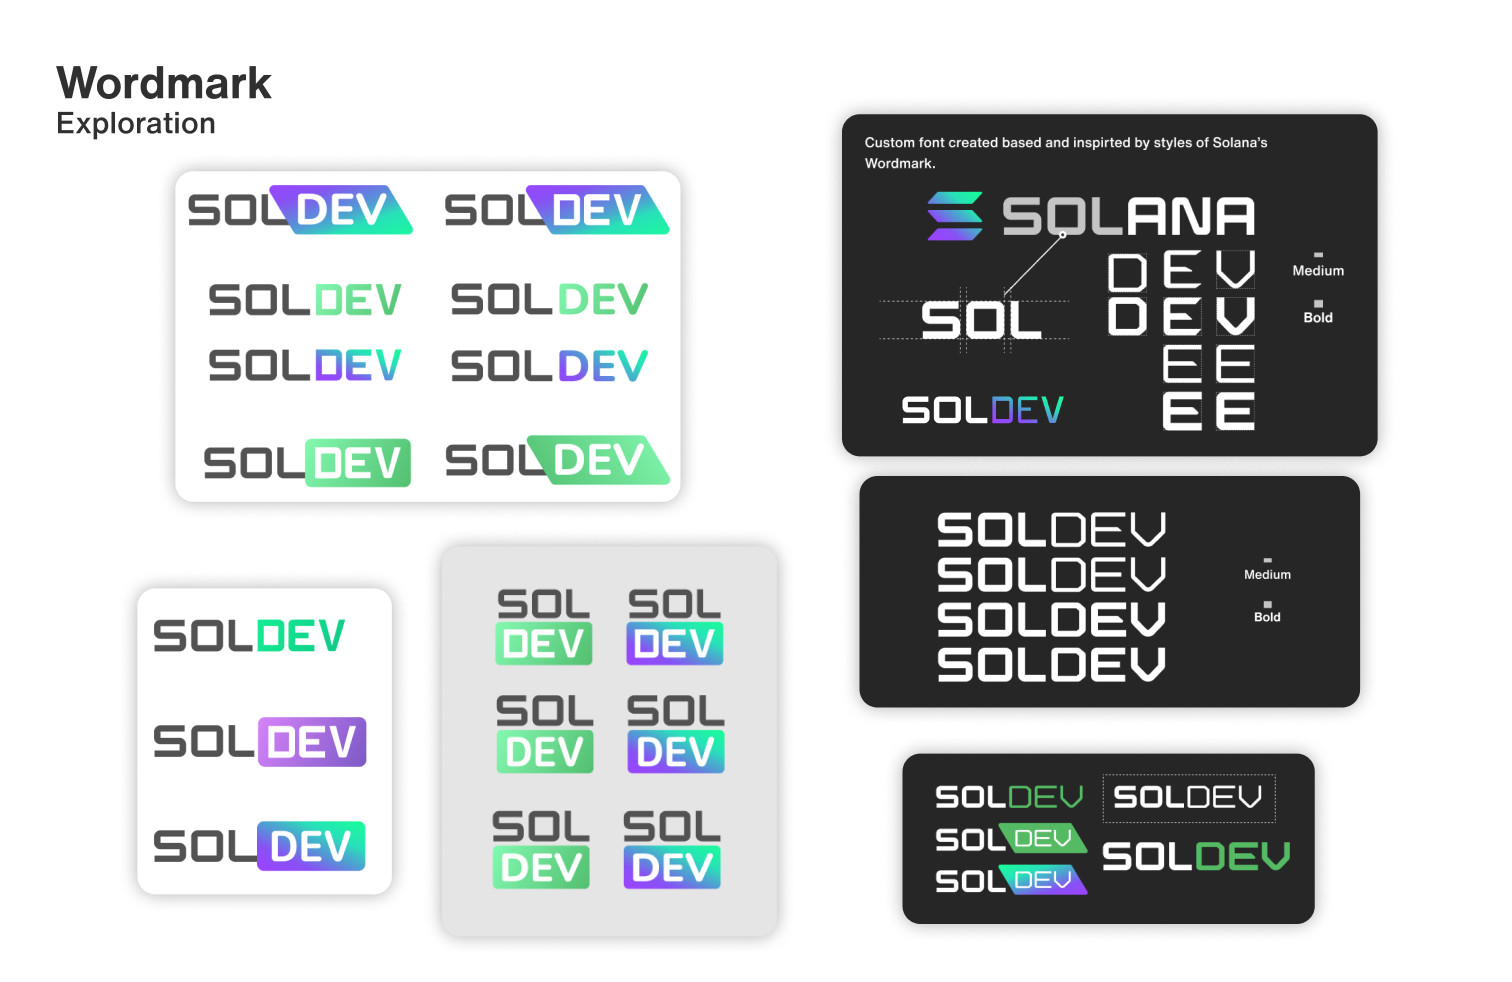 Wordmark
Exploration
SOLDEV SOLDEV
SOLDEV SOLDEV
SOLDEV SOLDEV
SOLDEV SOLDEV
SOLDEV
SOLDEV
SOLDEV
SOL SOL
DEV DEV
SOL SOL
DEV DEV
SOL SOL
DEV DEV
Custom font created based and inspirted by styles of Solana's
Wordmark.
SOLANA
DEV
Medium
SOL
DEV
Bold
EE
SOLDEV
EE
SOLDEV
SOLDEV
Medium
SOLDEV
Bold
SOLDEV
SOLDEV SOLDEV
SOLDEV
SOLDEV
SOLDEV